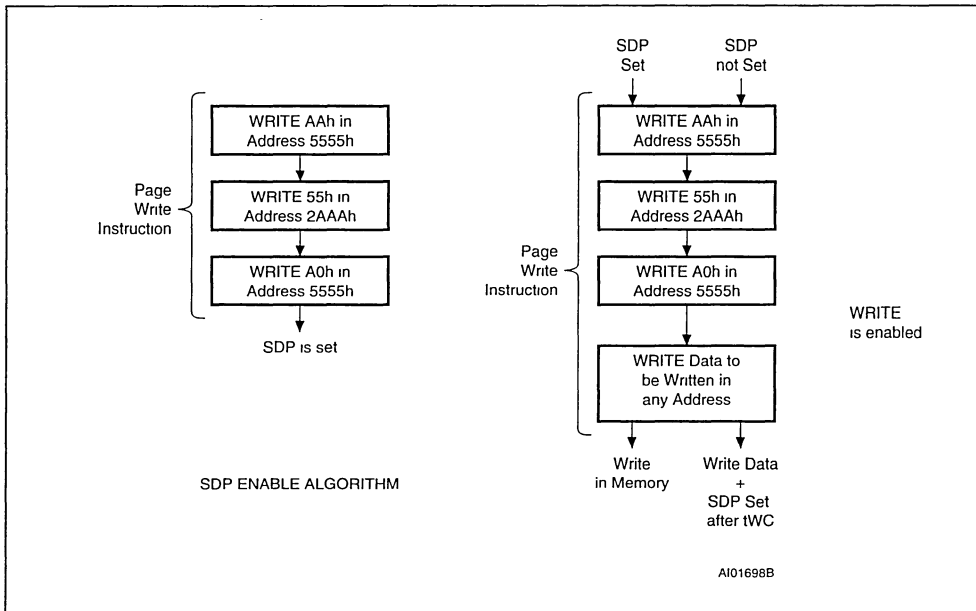 Page
Write
Instruction
WRITE AAh in
Address 5555h
WRITE 55h in
Address 2AAAh
WRITE A0h in
Address 5555h
SDP is set
SDP ENABLE ALGORITHM
SDP
Set
SDP
not Set
Page
Write
Instruction
WRITE AAh in
Address 5555h
WRITE 55h in
Address 2AAAh
WRITE A0h in
Address 5555h
WRITE Data to
be Written in
any Address
Write
in Memory
Write Data
+
SDP Set
after tWC
WRITE
is enabled
AI01698B